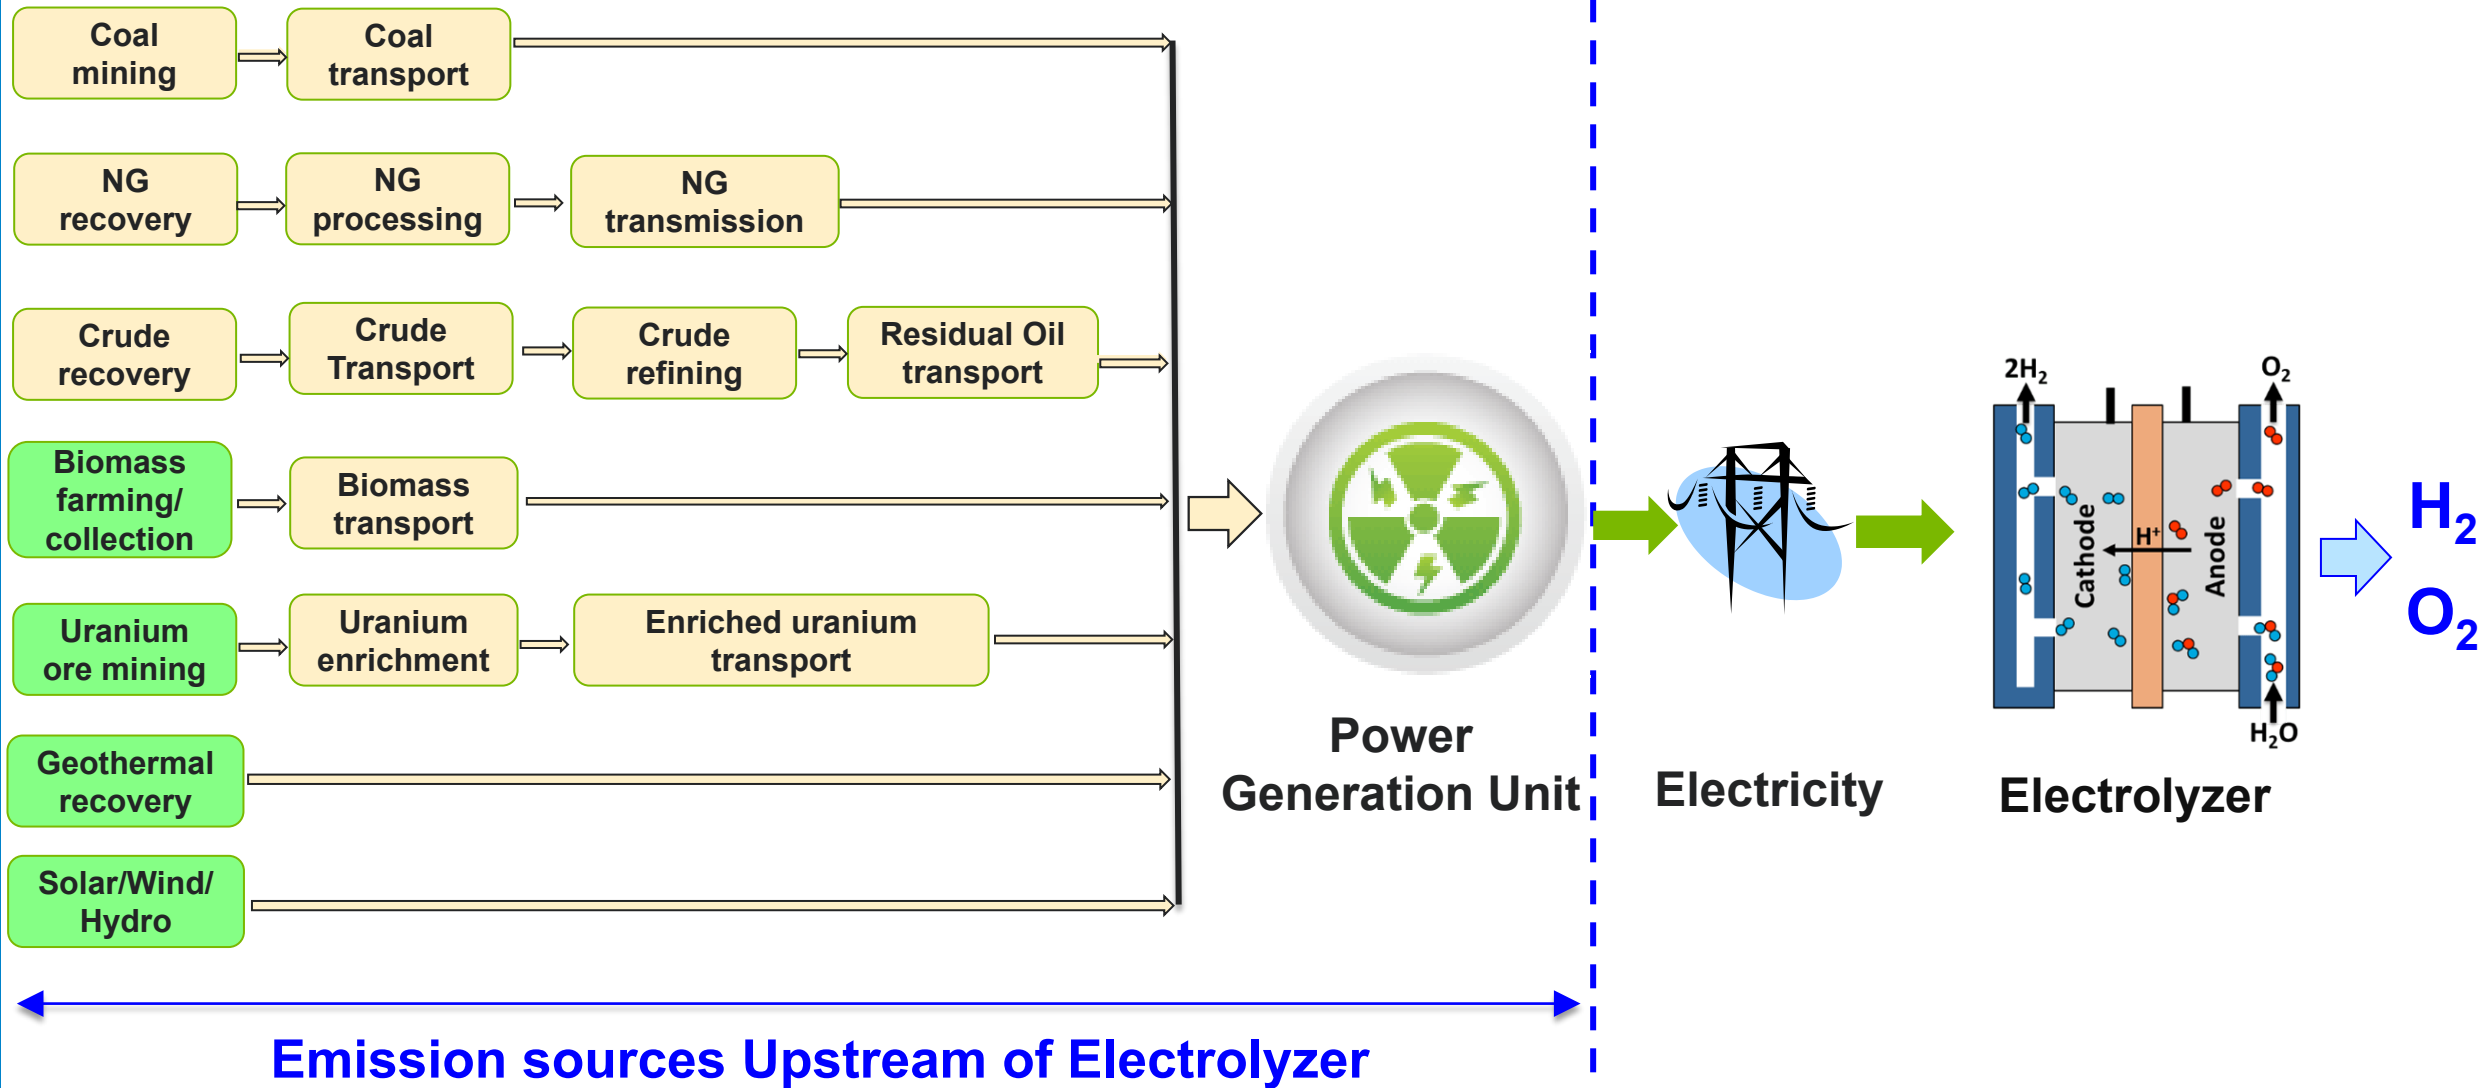 Coal
mining
Coal
transport
NG
recovery
NG
processing
NG
transmission
Crude
recovery
Crude
Transport
Crude
refining
Residual Oil
transport
Biomass
farming/
collection
Biomass
transport
Uranium
ore mining
Uranium
enrichment
Enriched uranium
transport
Geothermal
recovery
Solar/Wind/
Hydro
Power
Generation Unit
Electricity
2H₂
O₂
Cathode
H⁺
Anode
H₂O
Electrolyzer
H₂
O₂
Emission sources Upstream of Electrolyzer